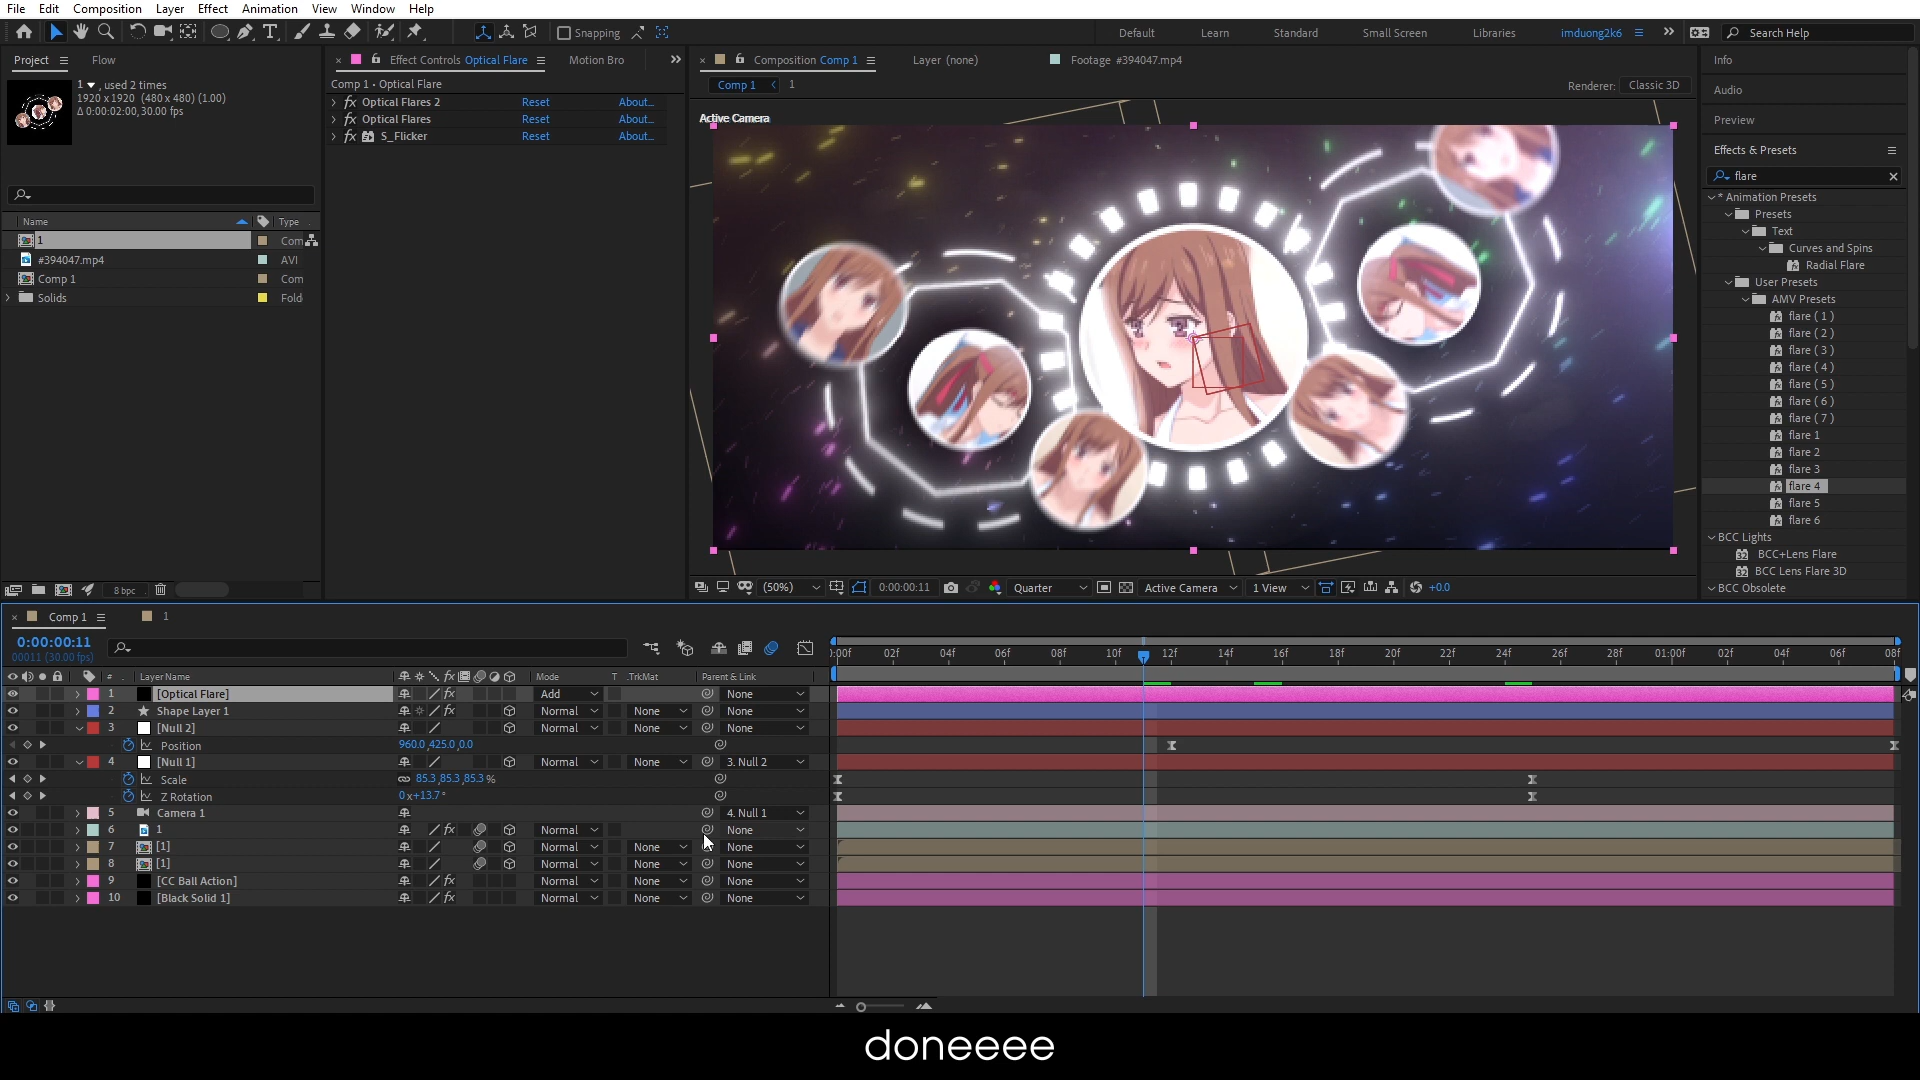 File Edit Composition Layer Effect Animation View Window Help
Snapping
Default Learn Standard Small Screen Libraries imduong2k6 Search Help
Project Flow
1 , used 2 times
1920 x 1920 (480 x 480) (1.00)
Δ 0:00:02:00, 30.00 fps
Name Type
1 Com
#394047.mp4 AVI
Comp 1 Com
Solids Fold
8 bpc
Effect Controls Optical Flare Motion Bro
Comp 1 • Optical Flare
fx Optical Flares 2 Reset About...
fx Optical Flares Reset About...
fx S_Flicker Reset About...
Composition Comp 1 Layer (none) Footage #394047.mp4
Comp 1 1 Renderer: Classic 3D
Active Camera
(50%) 0:00:00:11 Quarter Active Camera 1 View +0.0
Info
Audio
Preview
Effects & Presets
flare
* Animation Presets
Presets
Text
Curves and Spins
Radial Flare
User Presets
AMV Presets
flare ( 1 )
flare ( 2 )
flare ( 3 )
flare ( 4 )
flare ( 5 )
flare ( 6 )
flare ( 7 )
flare 1
flare 2
flare 3
flare 4
flare 5
flare 6
BCC Lights
BCC+Lens Flare
BCC Lens Flare 3D
BCC Obsolete
Comp 1 1
0:00:00:11
00011 (30.00 fps)
:00f 02f 04f 06f 08f 10f 12f 14f 16f 18f 20f 22f 24f 26f 28f 01:00f 02f 04f 06f 08f
# Layer Name Mode T .TrkMat Parent & Link
1 [Optical Flare] Add None
2 Shape Layer 1 Normal None None
3 [Null 2] Normal None None
Position 960.0,425.0,0.0
4 [Null 1] Normal None 3. Null 2
Scale 85.3,85.3,85.3 %
Z Rotation 0x+13.7°
5 Camera 1 4. Null 1
6 1 Normal None
7 [1] Normal None None
8 [1] Normal None None
9 [CC Ball Action] Normal None None
10 [Black Solid 1] Normal None None
doneeee